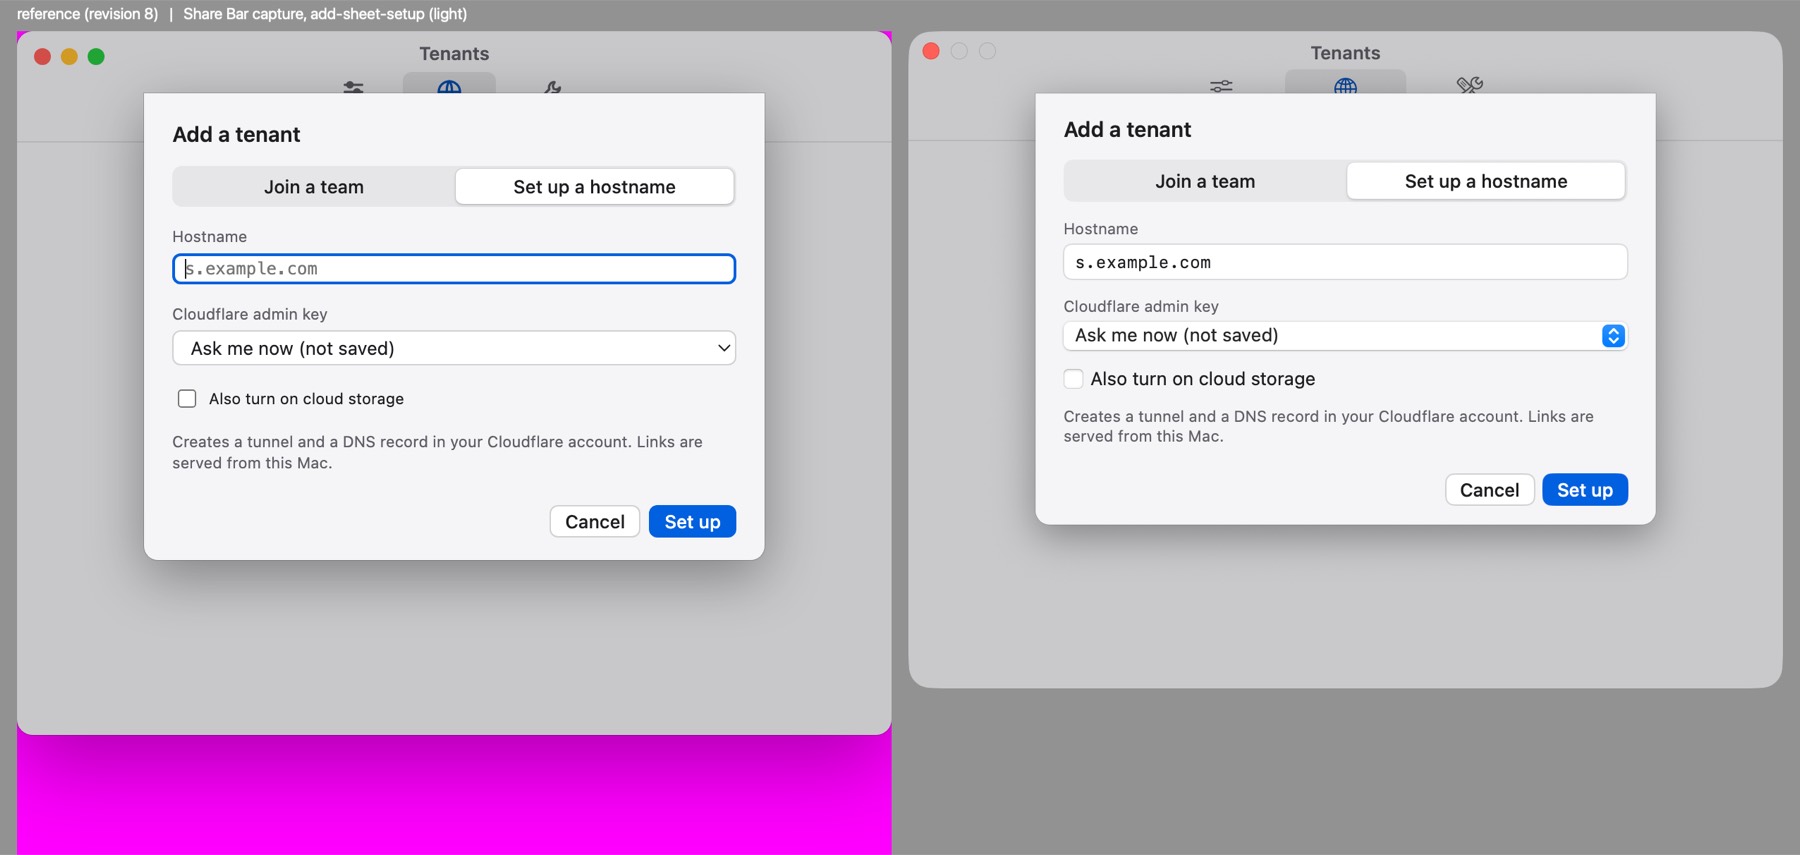 reference (revision 8) | Share Bar capture, add-sheet-setup (light)
Tenants
Add a tenant
Join a team
Set up a hostname
Hostname
s.example.com
Cloudflare admin key
Ask me now (not saved)
Also turn on cloud storage
Creates a tunnel and a DNS record in your Cloudflare account. Links are
served from this Mac.
Cancel
Set up
Tenants
Add a tenant
Join a team
Set up a hostname
Hostname
s.example.com
Cloudflare admin key
Ask me now (not saved)
Also turn on cloud storage
Creates a tunnel and a DNS record in your Cloudflare account. Links are
served from this Mac.
Cancel
Set up